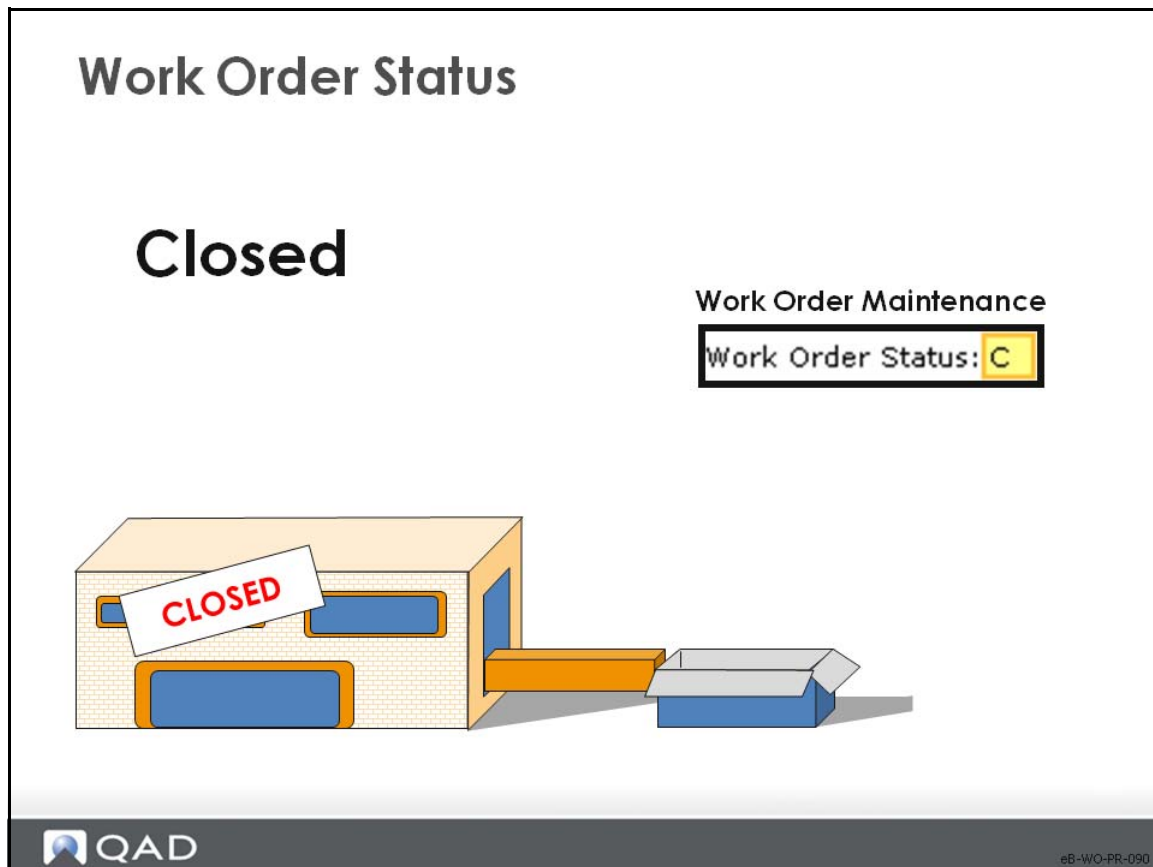 Work Order Status
Closed
Work Order Maintenance
Work Order Status: C
CLOSED
QAD
eB-WO-PR-090